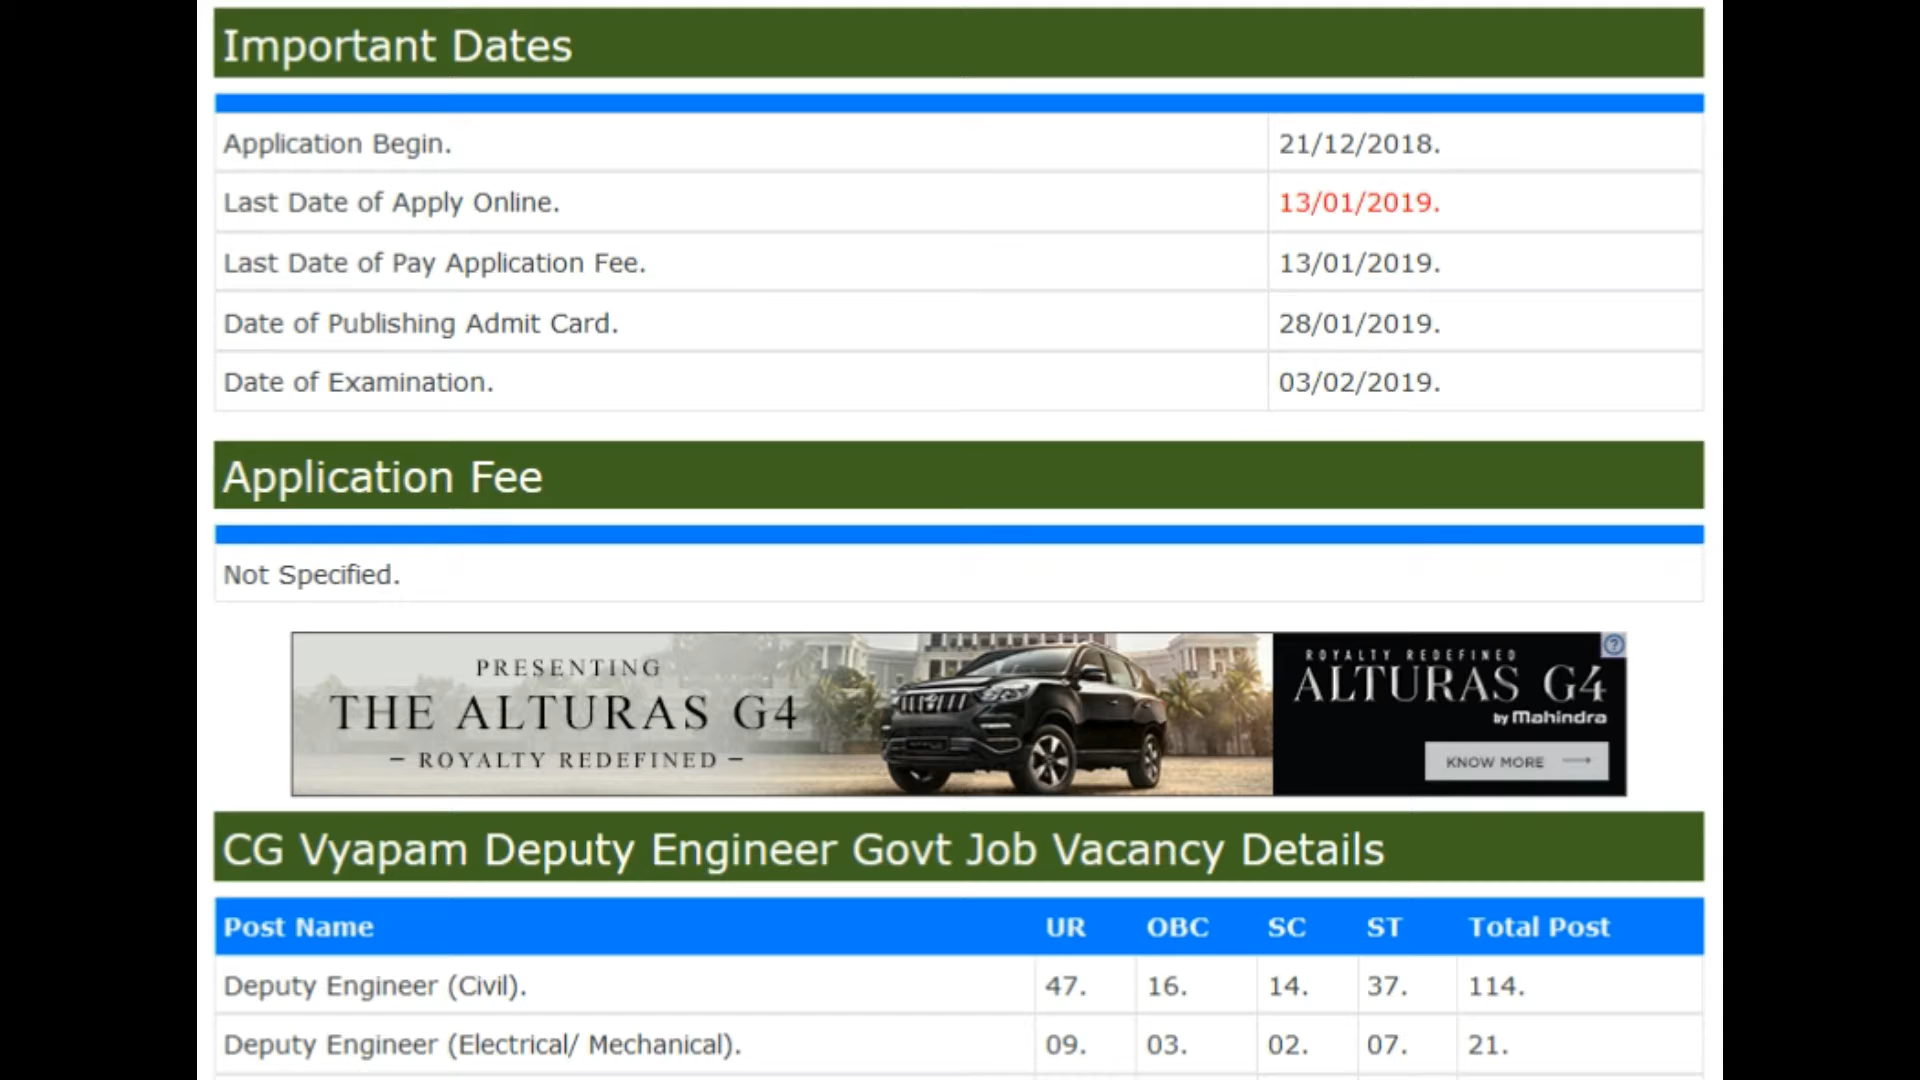 Important Dates
Application Begin. 21/12/2018.
Last Date of Apply Online. 13/01/2019.
Last Date of Pay Application Fee. 13/01/2019.
Date of Publishing Admit Card. 28/01/2019.
Date of Examination. 03/02/2019.
Application Fee
Not Specified.
PRESENTING
THE ALTURAS G4
– ROYALTY REDEFINED –
ROYALTY REDEFINED
ALTURAS G4
by Mahindra
KNOW MORE
CG Vyapam Deputy Engineer Govt Job Vacancy Details
Post Name UR OBC SC ST Total Post
Deputy Engineer (Civil). 47. 16. 14. 37. 114.
Deputy Engineer (Electrical/ Mechanical). 09. 03. 02. 07. 21.